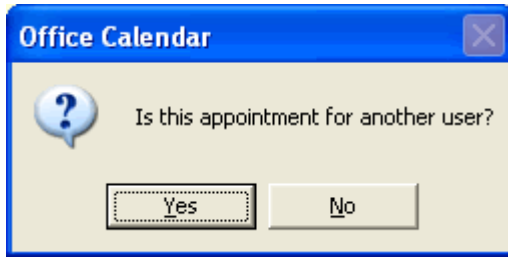 Office Calendar
Is this appointment for another user?
Yes No